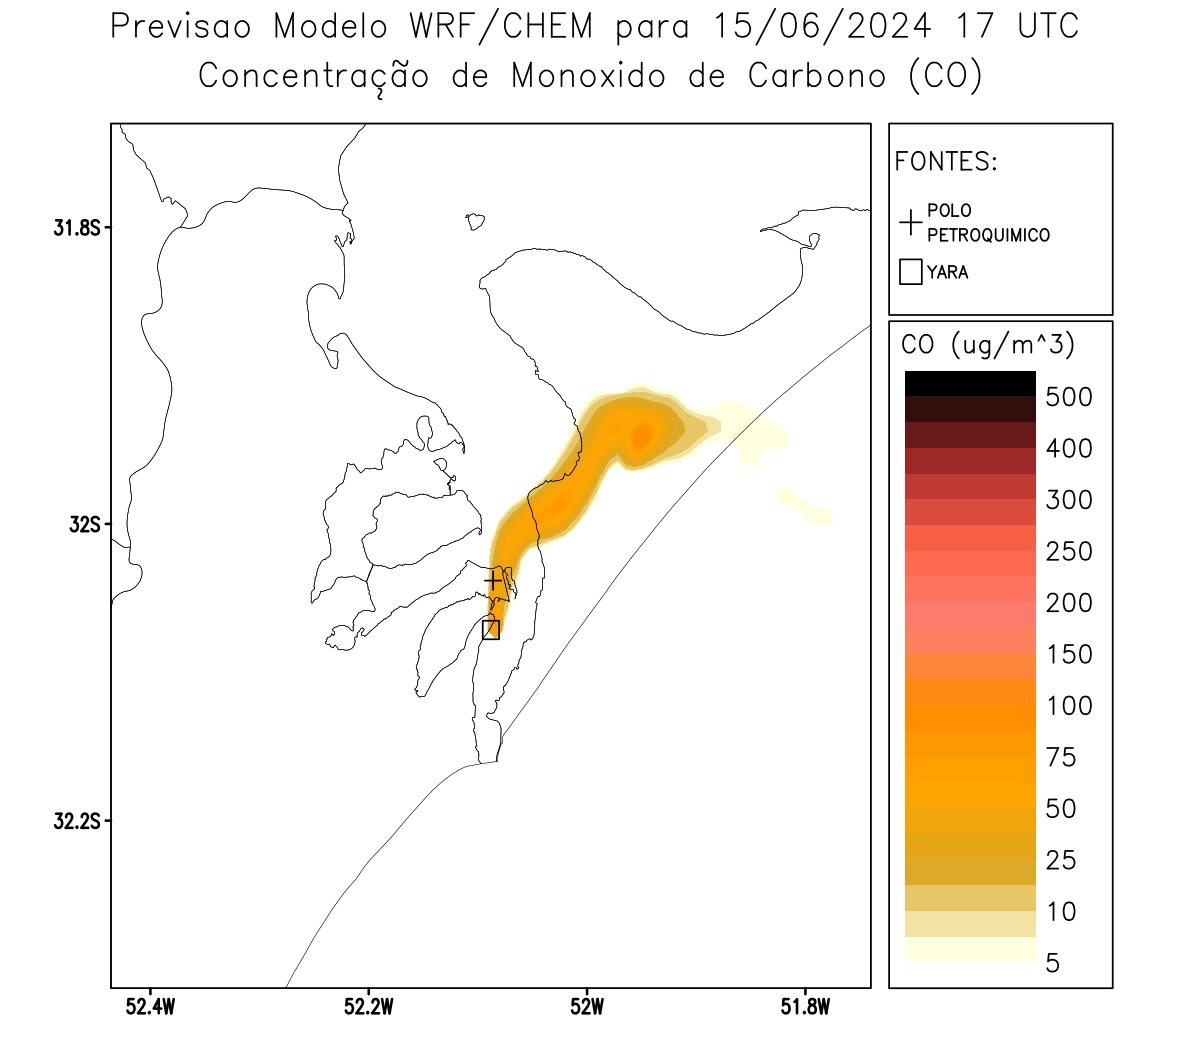 Previsao Modelo WRF/CHEM para 15/06/2024 17 UTC
Concentração de Monoxido de Carbono (CO)
FONTES:
POLO
PETROQUIMICO
YARA
CO (ug/m^3)
500
400
300
250
200
150
100
75
50
25
10
5
31.8S
32S
32.2S
52.4W
52.2W
52W
51.8W